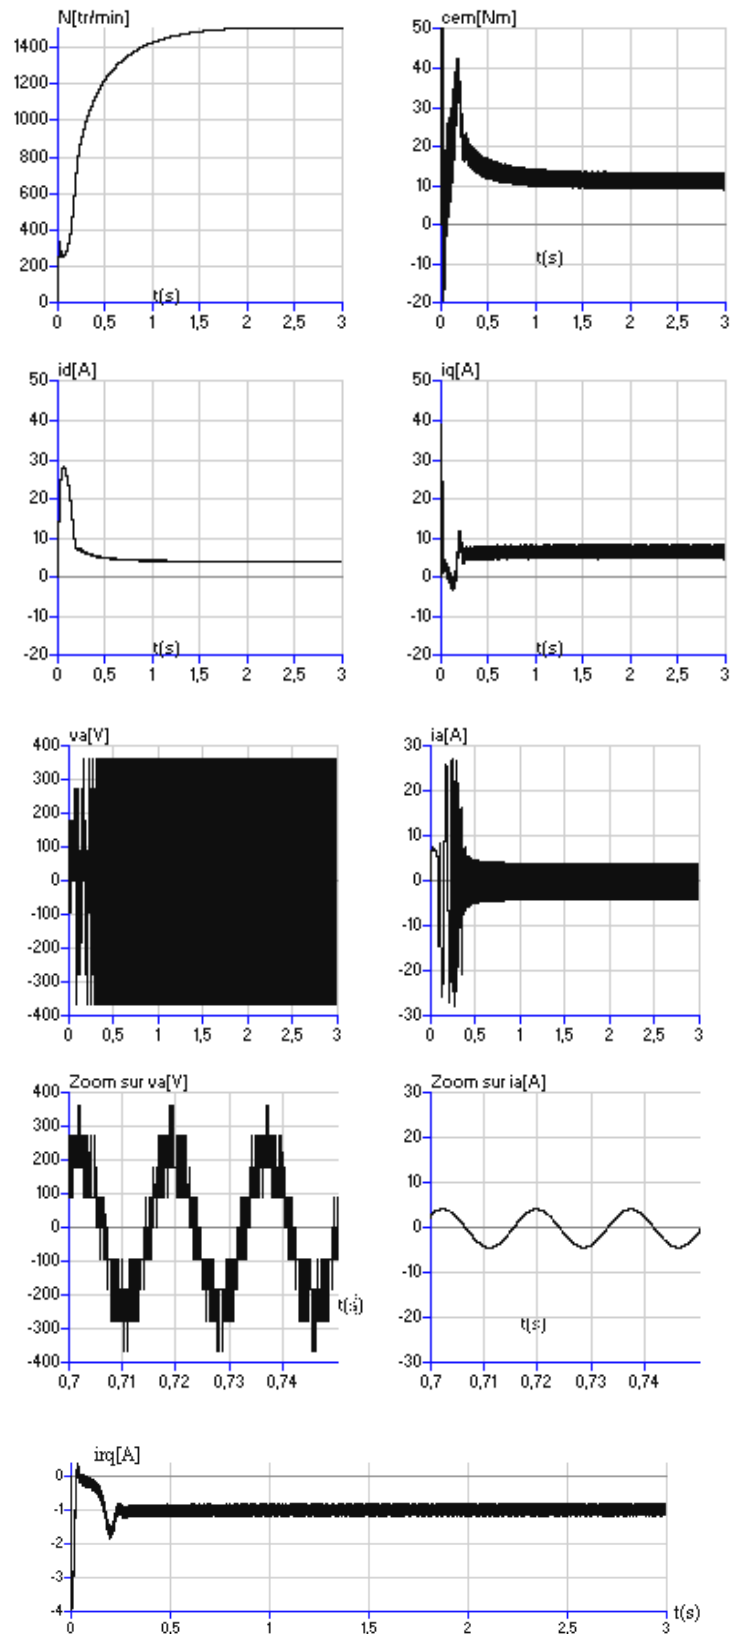 N[tr/min]
1400
1200
1000
800
600
400
200
0
t(s)
0 0,5 1 1,5 2 2,5 3
cem[Nm]
50
40
30
20
10
0
-10
-20
t(s)
0 0,5 1 1,5 2 2,5 3
id[A]
50
40
30
20
10
0
-10
-20
t(s)
0 0,5 1 1,5 2 2,5 3
iq[A]
50
40
30
20
10
0
-10
-20
t(s)
0 0,5 1 1,5 2 2,5 3
va[V]
400
300
200
100
0
-100
-200
-300
-400
0 0,5 1 1,5 2 2,5 3
ia[A]
30
20
10
0
-10
-20
-30
0 0,5 1 1,5 2 2,5 3
Zoom sur va[V]
400
300
200
100
0
-100
-200
-300
-400
t(s)
0,7 0,71 0,72 0,73 0,74
Zoom sur ia[A]
30
20
10
0
-10
-20
-30
t(s)
0,7 0,71 0,72 0,73 0,74
irq[A]
0
-1
-2
-3
-4
t(s)
0 0.5 1 1,5 2 2,5 3